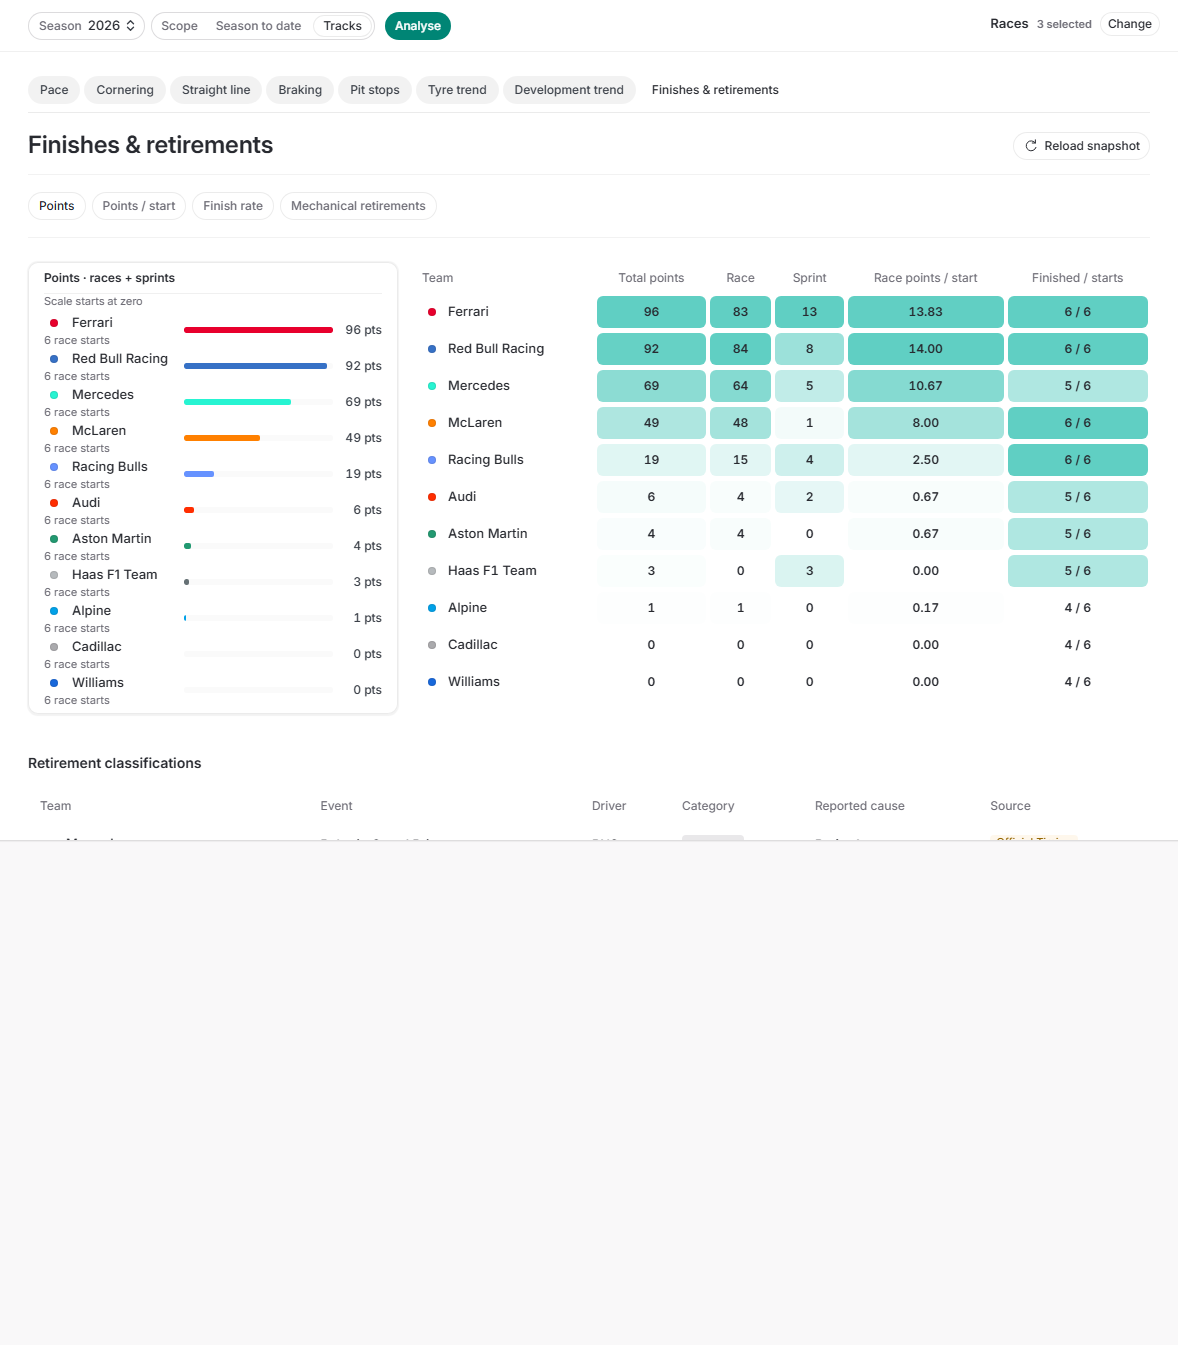 Season 2026 Scope Season to date Tracks Analyse Races 3 selected Change
Pace Cornering Straight line Braking Pit stops Tyre trend Development trend Finishes & retirements
Finishes & retirements Reload snapshot
Points Points / start Finish rate Mechanical retirements
Points · races + sprints
Scale starts at zero
Ferrari 96 pts
6 race starts
Red Bull Racing 92 pts
6 race starts
Mercedes 69 pts
6 race starts
McLaren 49 pts
6 race starts
Racing Bulls 19 pts
6 race starts
Audi 6 pts
6 race starts
Aston Martin 4 pts
6 race starts
Haas F1 Team 3 pts
6 race starts
Alpine 1 pts
6 race starts
Cadillac 0 pts
6 race starts
Williams 0 pts
6 race starts
Team Total points Race Sprint Race points / start Finished / starts
Ferrari 96 83 13 13.83 6 / 6
Red Bull Racing 92 84 8 14.00 6 / 6
Mercedes 69 64 5 10.67 5 / 6
McLaren 49 48 1 8.00 6 / 6
Racing Bulls 19 15 4 2.50 6 / 6
Audi 6 4 2 0.67 5 / 6
Aston Martin 4 4 0 0.67 5 / 6
Haas F1 Team 3 0 3 0.00 5 / 6
Alpine 1 1 0 0.17 4 / 6
Cadillac 0 0 0 0.00 4 / 6
Williams 0 0 0 0.00 4 / 6
Retirement classifications
Team Event Driver Category Reported cause Source